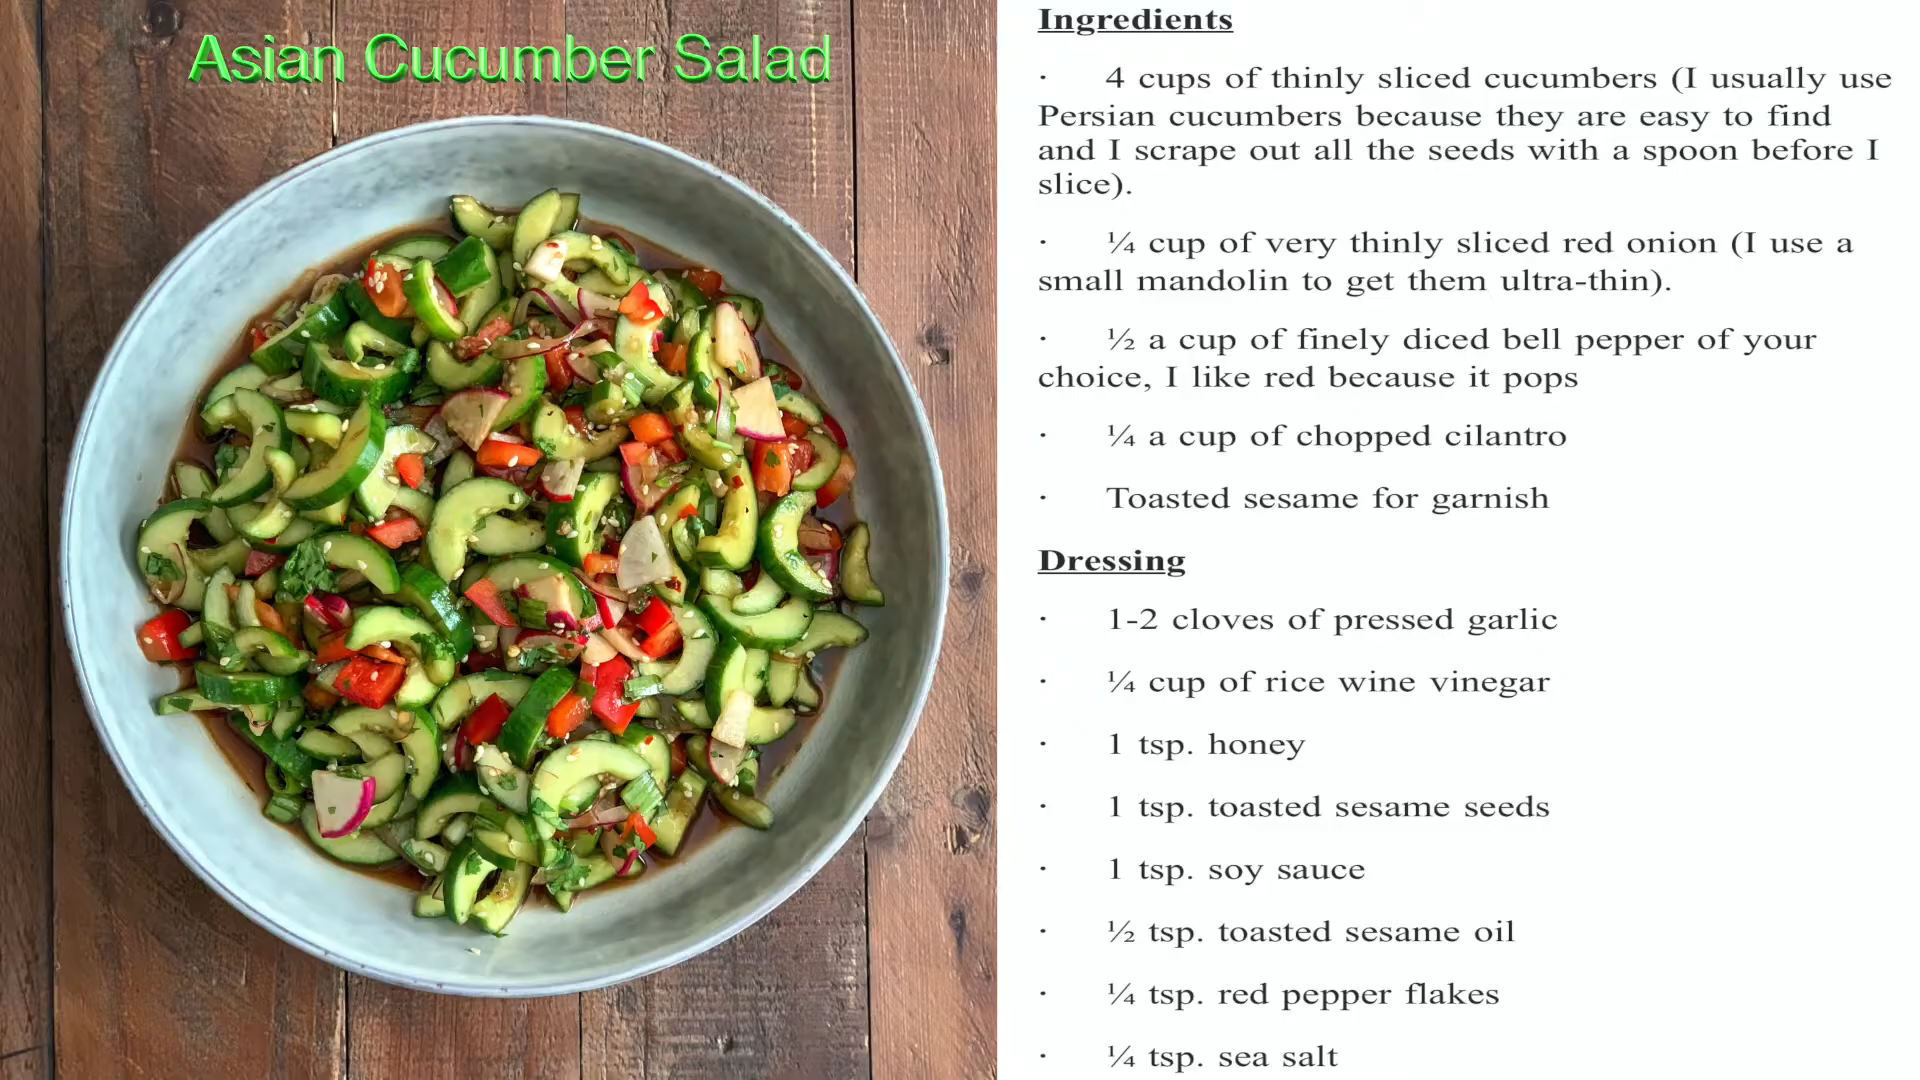 Asian Cucumber Salad
Ingredients
· 4 cups of thinly sliced cucumbers (I usually use
Persian cucumbers because they are easy to find
and I scrape out all the seeds with a spoon before I
slice).
· ¼ cup of very thinly sliced red onion (I use a
small mandolin to get them ultra-thin).
· ½ a cup of finely diced bell pepper of your
choice, I like red because it pops
· ¼ a cup of chopped cilantro
· Toasted sesame for garnish
Dressing
· 1-2 cloves of pressed garlic
· ¼ cup of rice wine vinegar
· 1 tsp. honey
· 1 tsp. toasted sesame seeds
· 1 tsp. soy sauce
· ½ tsp. toasted sesame oil
· ¼ tsp. red pepper flakes
· ¼ tsp. sea salt